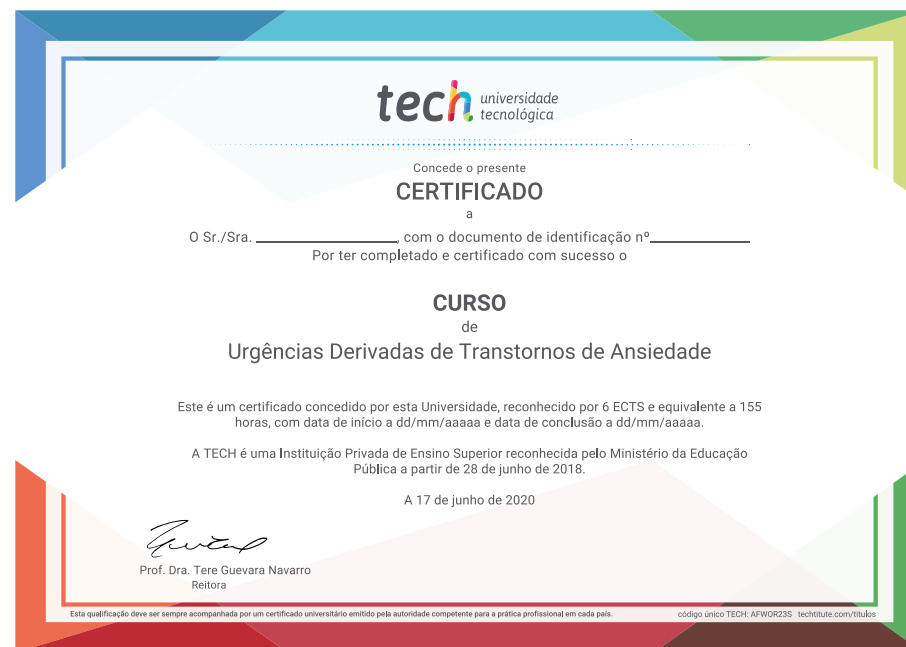 tech universidade
tecnológica
Concede o presente
CERTIFICADO
a
O Sr./Sra. ____________________, com o documento de identificação nº______________
Por ter completado e certificado com sucesso o
CURSO
de
Urgências Derivadas de Transtornos de Ansiedade
Este é um certificado concedido por esta Universidade, reconhecido por 6 ECTS e equivalente a 155
horas, com data de início a dd/mm/aaaaa e data de conclusão a dd/mm/aaaaa.
A TECH é uma Instituição Privada de Ensino Superior reconhecida pelo Ministério da Educação
Pública a partir de 28 de junho de 2018.
A 17 de junho de 2020
Prof. Dra. Tere Guevara Navarro
Reitora
Esta qualificação deve ser sempre acompanhada por um certificado universitário emitido pela autoridade competente para a prática profissional em cada país.
código único TECH: AFWOR23S techtitute.com/titulos